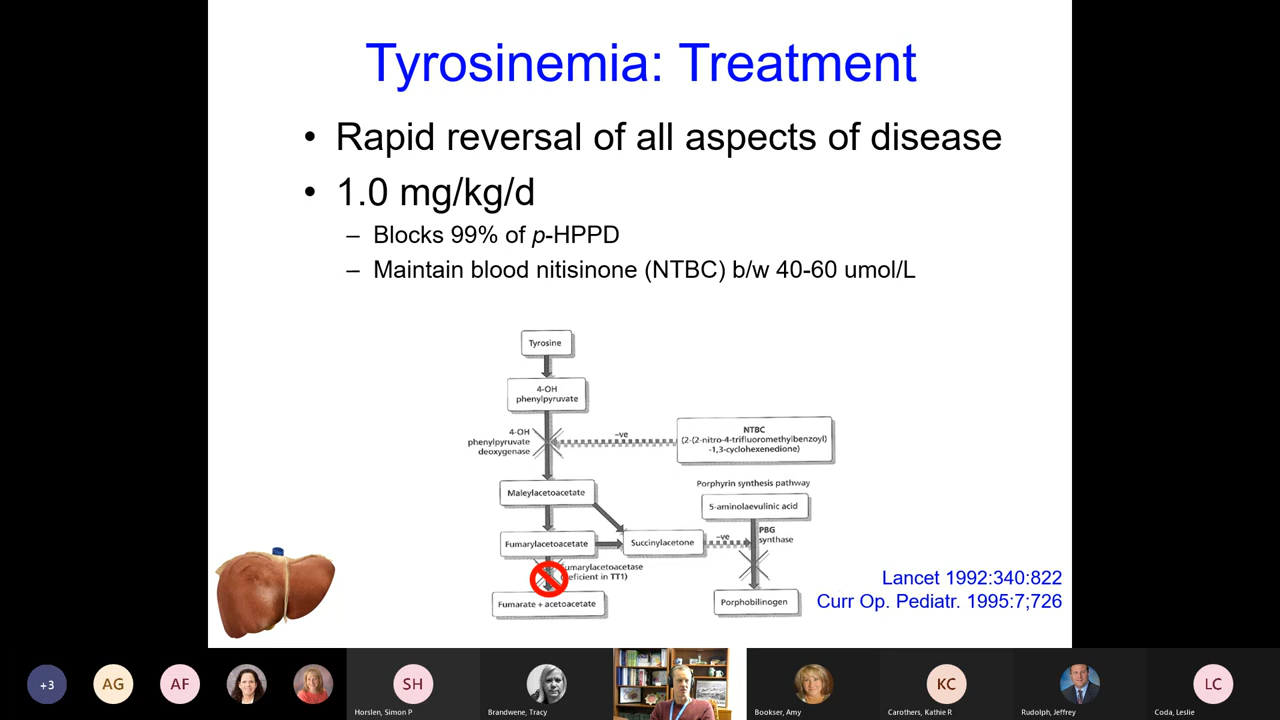 Tyrosinemia: Treatment
• Rapid reversal of all aspects of disease
• 1.0 mg/kg/d
– Blocks 99% of p-HPPD
– Maintain blood nitisinone (NTBC) b/w 40-60 umol/L
Tyrosine
4-OH
phenylpyruvate
4-OH
phenylpyruvate
deoxygenase
–ve
NTBC
(2-(2-nitro-4-trifluoromethylbenzoyl)
-1,3-cyclohexenedione)
Maleylacetoacetate
Porphyrin synthesis pathway
5-aminolaevulinic acid
Fumarylacetoacetate
Succinylacetone
–ve
PBG
synthase
Fumarylacetoacetase
(deficient in TT1)
Fumarate + acetoacetate
Porphobilinogen
Lancet 1992:340:822
Curr Op. Pediatr. 1995:7;726
+3
AG
AF
SH
KC
LC
Horslen, Simon P
Brandwene, Tracy
Bookser, Amy
Carothers, Kathie R
Rudolph, Jeffrey
Coda, Leslie